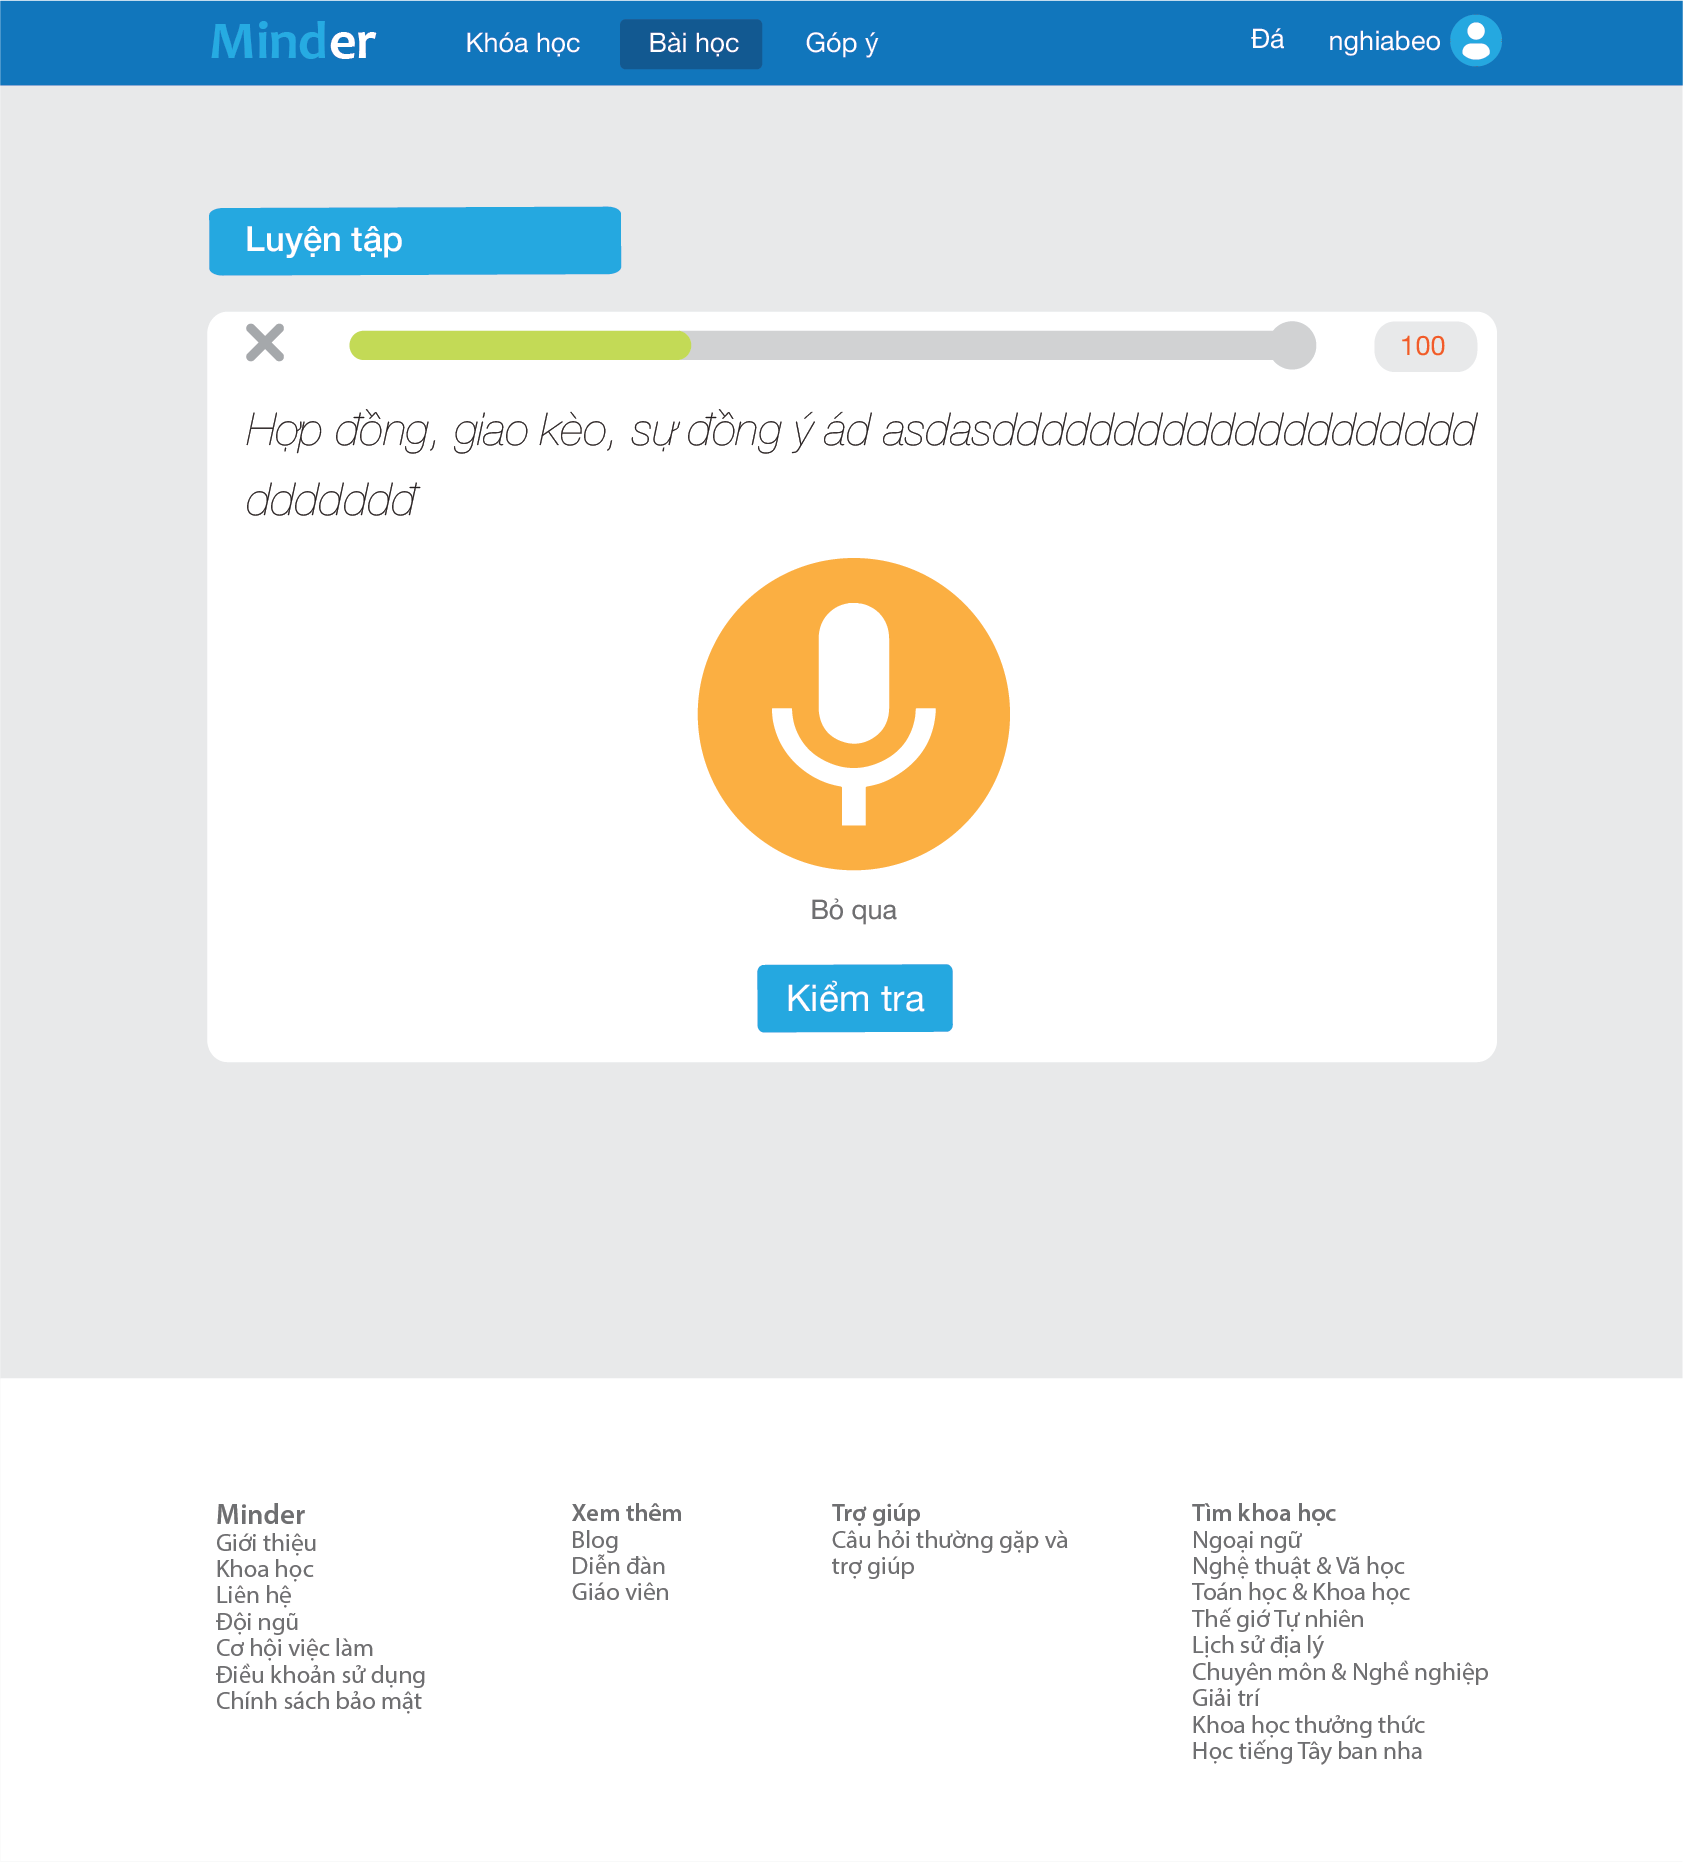 Minder
Khóa học
Bài học
Góp ý
Đá
nghiabeo
Luyện tập
100
Hợp đồng, giao kèo, sự đồng ý ád asdasdddddddddddddddddddd
dddddddđ
Bỏ qua
Kiểm tra
Minder
Giới thiệu
Khoa học
Liên hệ
Đội ngũ
Cơ hội việc làm
Điều khoản sử dụng
Chính sách bảo mật
Xem thêm
Blog
Diễn đàn
Giáo viên
Trợ giúp
Câu hỏi thường gặp và
trợ giúp
Tìm khoa học
Ngoại ngữ
Nghệ thuật & Vă học
Toán học & Khoa học
Thế giớ Tự nhiên
Lịch sử địa lý
Chuyên môn & Nghề nghiệp
Giải trí
Khoa học thưởng thức
Học tiếng Tây ban nha